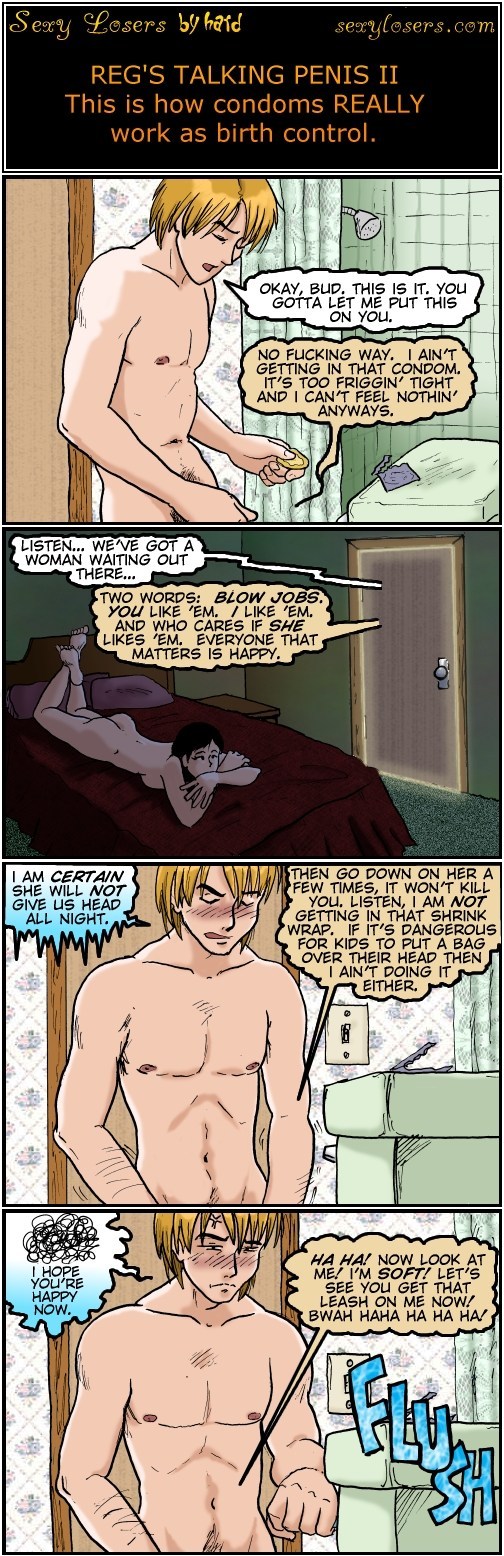 Sexy Losers by hard
sexylosers.com
REG'S TALKING PENIS II
This is how condoms REALLY
work as birth control.
OKAY, BUD. THIS IS IT. YOU
GOTTA LET ME PUT THIS
ON YOU.
NO FUCKING WAY. I AIN'T
GETTING IN THAT CONDOM.
IT'S TOO FRIGGIN' TIGHT
AND I CAN'T FEEL NOTHIN'
ANYWAYS.
LISTEN... WE'VE GOT A
WOMAN WAITING OUT
THERE...
TWO WORDS: BLOW JOBS.
YOU LIKE 'EM. I LIKE 'EM.
AND WHO CARES IF SHE
LIKES 'EM. EVERYONE THAT
MATTERS IS HAPPY.
I AM CERTAIN
SHE WILL NOT
GIVE US HEAD
ALL NIGHT.
THEN GO DOWN ON HER A
FEW TIMES, IT WON'T KILL
YOU. LISTEN, I AM NOT
GETTING IN THAT SHRINK
WRAP. IF IT'S DANGEROUS
FOR KIDS TO PUT A BAG
OVER THEIR HEAD THEN
I AIN'T DOING IT
EITHER.
I HOPE
YOU'RE
HAPPY
NOW.
HA HA! NOW LOOK AT
ME! I'M SOFT! LET'S
SEE YOU GET THAT
LEASH ON ME NOW!
BWAH HAHA HA HA HA!
FLUSH